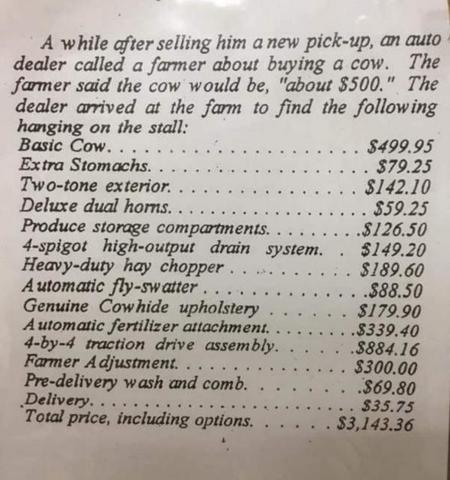 A while after selling him a new pick-up, an auto
dealer called a farmer about buying a cow. The
farmer said the cow would be, "about $500." The
dealer arrived at the farm to find the following
hanging on the stall:
Basic Cow. . . . . . . . . . . . . . . . . . $499.95
Extra Stomachs. . . . . . . . . . . . . . . $79.25
Two-tone exterior. . . . . . . . . . . . . $142.10
Deluxe dual horns. . . . . . . . . . . . . . $59.25
Produce storage compartments. . . . . . . .$126.50
4-spigot high-output drain system. . $149.20
Heavy-duty hay chopper . . . . . . . . $189.60
Automatic fly-swatter . . . . . . . . . . . .$88.50
Genuine Cowhide upholstery . . . . . . $179.90
Automatic fertilizer attachment. . . . . . .$339.40
4-by-4 traction drive assembly. . . . . .$884.16
Farmer Adjustment. . . . . . . . . . . . . $300.00
Pre-delivery wash and comb. . . . . . . .$69.80
Delivery. . . . . . . . . . . . . . . . . . . . $35.75
Total price, including options. . . . . . $3,143.36